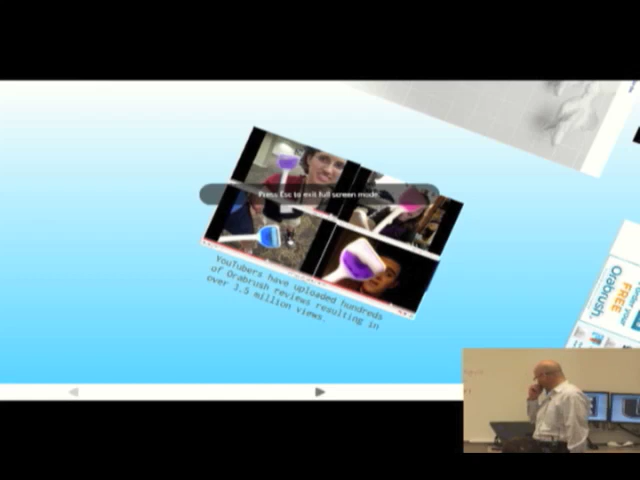 Press Esc to exit full screen mode.
YouTubers have uploaded hundreds
of Orabrush reviews resulting in
over 3.5 million views.
FREE
Orabrush.